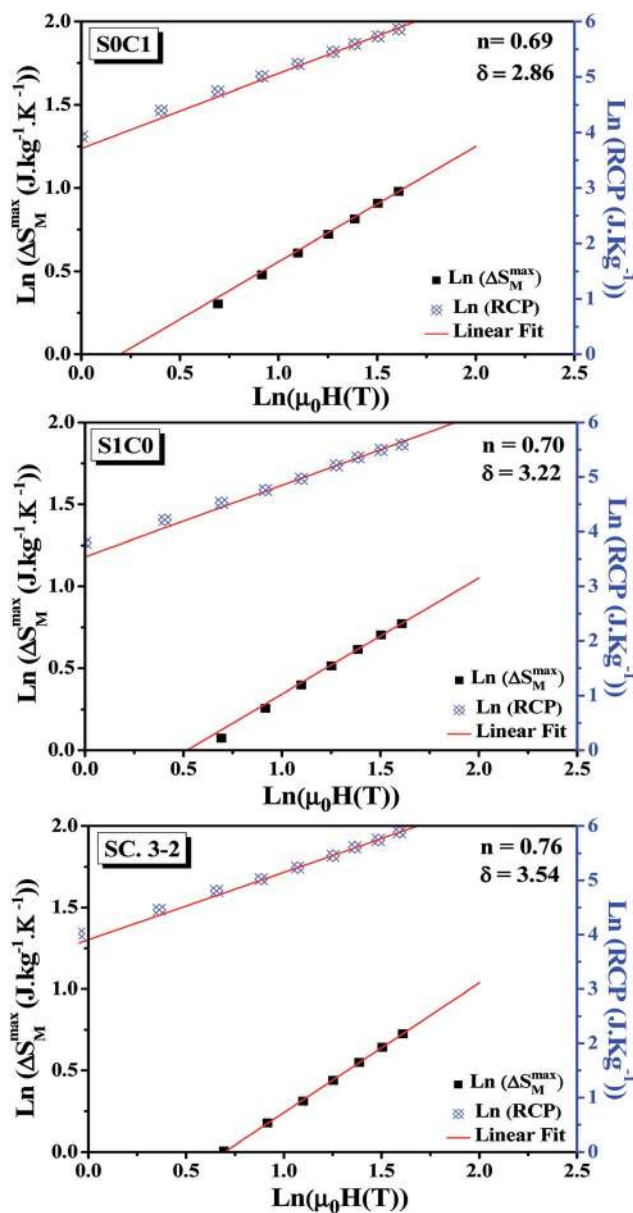 S0C1
n= 0.69
δ = 2.86
Ln (ΔS_M^max (J.kg⁻¹.K⁻¹))
2.0
1.5
1.0
0.5
0.0
6
5
4
3
2
1
0
Ln (RCP (J.Kg⁻¹))
■ Ln (ΔS_M^max)
Ln (RCP)
Linear Fit
0.0 0.5 1.0 1.5 2.0 2.5
Ln(μ₀H(T))
S1C0
n = 0.70
δ = 3.22
Ln (ΔS_M^max (J.kg⁻¹.K⁻¹))
2.0
1.5
1.0
0.5
0.0
6
5
4
3
2
1
0
Ln (RCP (J.Kg⁻¹))
■ Ln (ΔS_M^max)
Ln (RCP)
Linear Fit
0.0 0.5 1.0 1.5 2.0 2.5
Ln(μ₀H(T))
SC. 3-2
n = 0.76
δ = 3.54
Ln (ΔS_M^max (J.kg⁻¹.K⁻¹))
2.0
1.5
1.0
0.5
0.0
6
5
4
3
2
1
0
Ln (RCP (J.Kg⁻¹))
■ Ln (ΔS_M^max)
Ln (RCP)
Linear Fit
0.0 0.5 1.0 1.5 2.0 2.5
Ln(μ₀H(T))